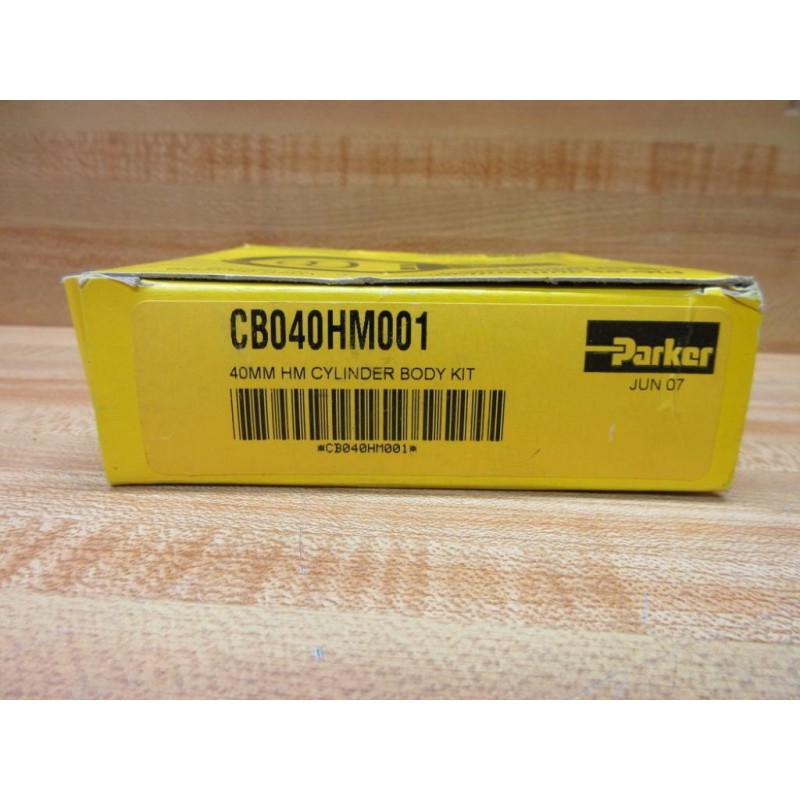 CB040HM001
Parker
40MM HM CYLINDER BODY KIT
JUN 07
*CB040HM001*